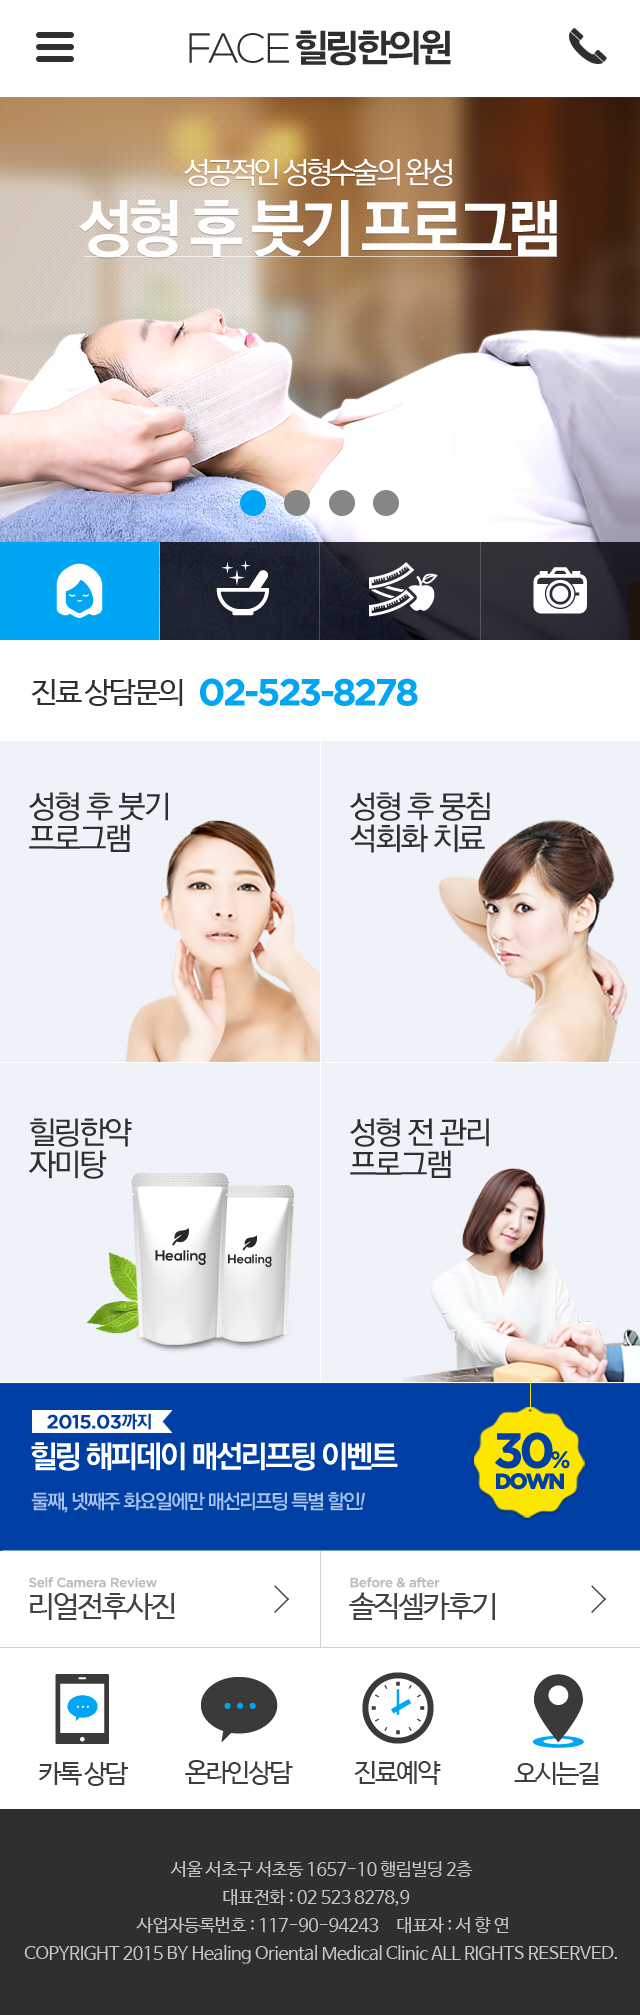 FACE 힐링한의원
성공적인 성형수술의 완성
성형 후 붓기 프로그램
진료 상담문의 02-523-8278
성형 후 붓기
프로그램
성형 후 뭉침
석회화 치료
힐링한약
자미탕
Healing
Healing
성형 전 관리
프로그램
2015.03까지
힐링 해피데이 매선리프팅 이벤트
둘째, 넷째주 화요일에만 매선리프팅 특별 할인!
30%
DOWN
Self Camera Review
리얼전후사진
Before & after
솔직셀카후기
카톡 상담
온라인상담
진료예약
오시는길
서울 서초구 서초동 1657-10 행림빌딩 2층
대표전화 : 02 523 8278,9
사업자등록번호 : 117-90-94243 대표자 : 서 향 연
COPYRIGHT 2015 BY Healing Oriental Medical Clinic ALL RIGHTS RESERVED.